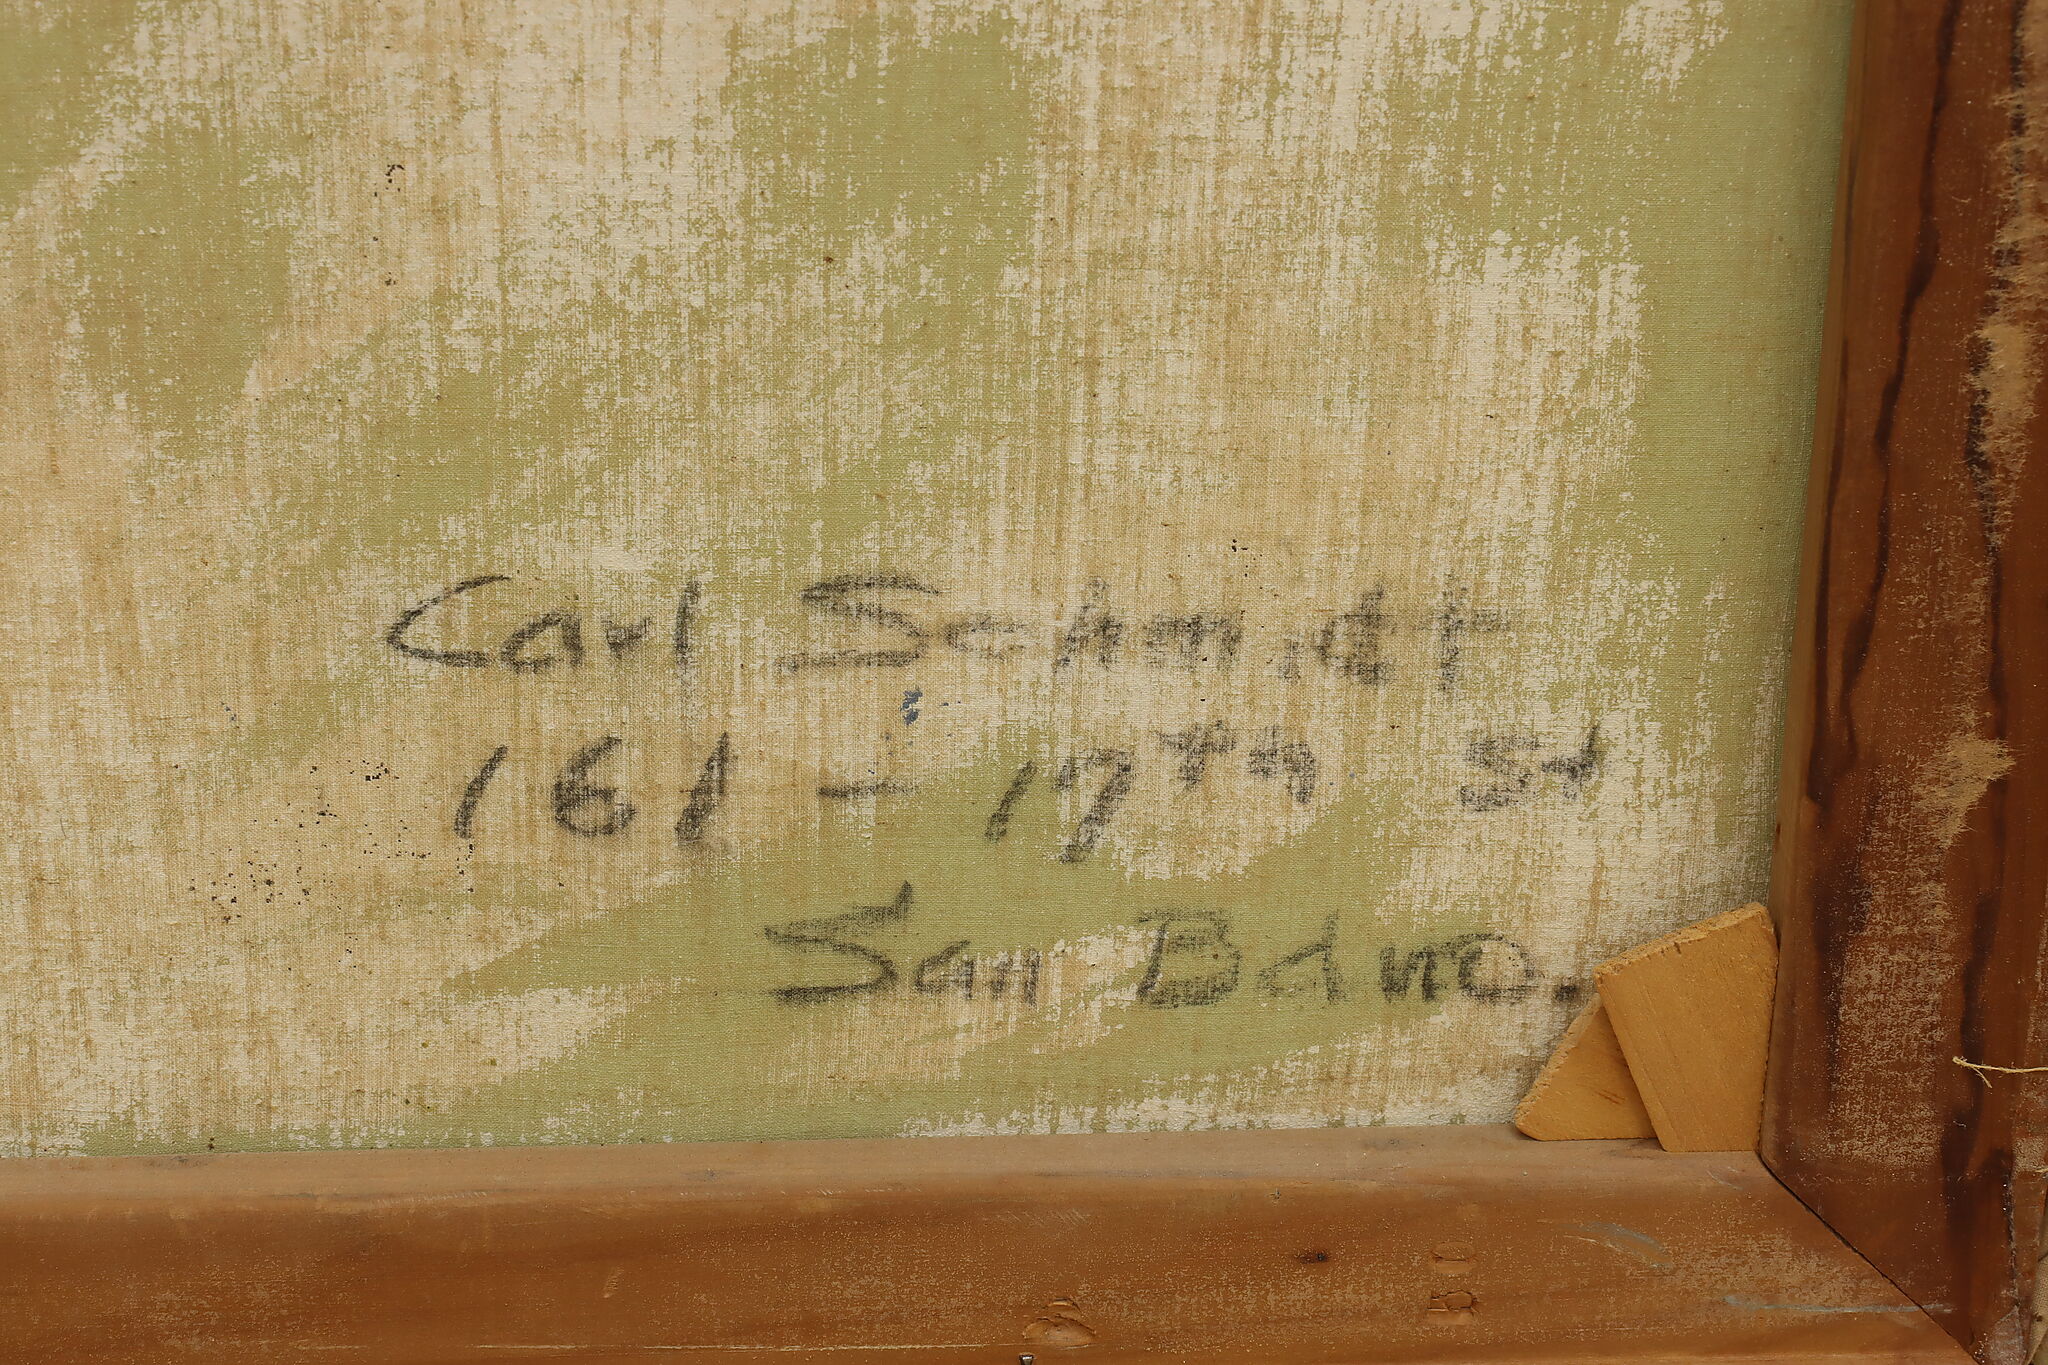 Carl Schmidt
161 - 17th St
San Bdno.